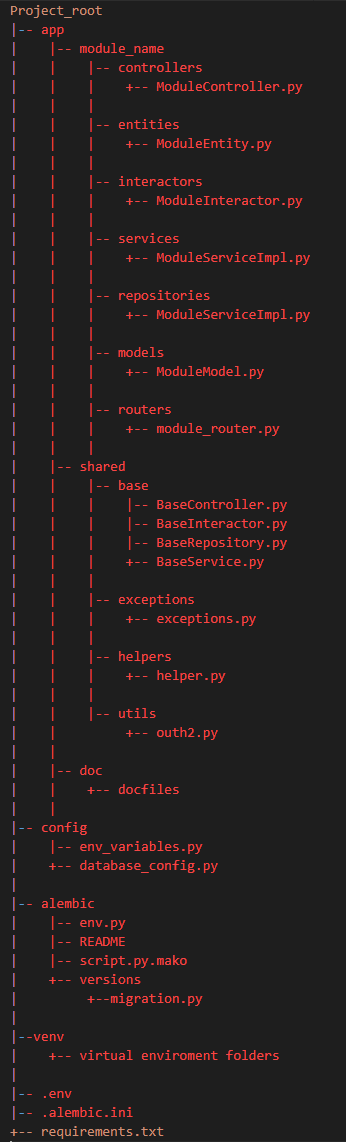 Project_root
|-- app
|    |-- module_name
|    |    |-- controllers
|    |    |    +-- ModuleController.py
|    |    |
|    |    |-- entities
|    |    |    +-- ModuleEntity.py
|    |    |
|    |    |-- interactors
|    |    |    +-- ModuleInteractor.py
|    |    |
|    |    |-- services
|    |    |    +-- ModuleServiceImpl.py
|    |    |
|    |    |-- repositories
|    |    |    +-- ModuleServiceImpl.py
|    |    |
|    |    |-- models
|    |    |    +-- ModuleModel.py
|    |    |
|    |    |-- routers
|    |    |    +-- module_router.py
|    |    |
|    |-- shared
|    |    |-- base
|    |    |    |-- BaseController.py
|    |    |    |-- BaseInteractor.py
|    |    |    |-- BaseRepository.py
|    |    |    +-- BaseService.py
|    |    |
|    |    |-- exceptions
|    |    |    +-- exceptions.py
|    |    |
|    |    |-- helpers
|    |    |    +-- helper.py
|    |    |
|    |    |-- utils
|    |         +-- outh2.py
|    |
|    |-- doc
|    |    +-- docfiles
|    |
|-- config
|    |-- env_variables.py
|    +-- database_config.py
|
|-- alembic
|    |-- env.py
|    |-- README
|    |-- script.py.mako
|    +-- versions
|         +--migration.py
|
|--venv
|    +-- virtual enviroment folders
|
|-- .env
|-- .alembic.ini
+-- requirements.txt